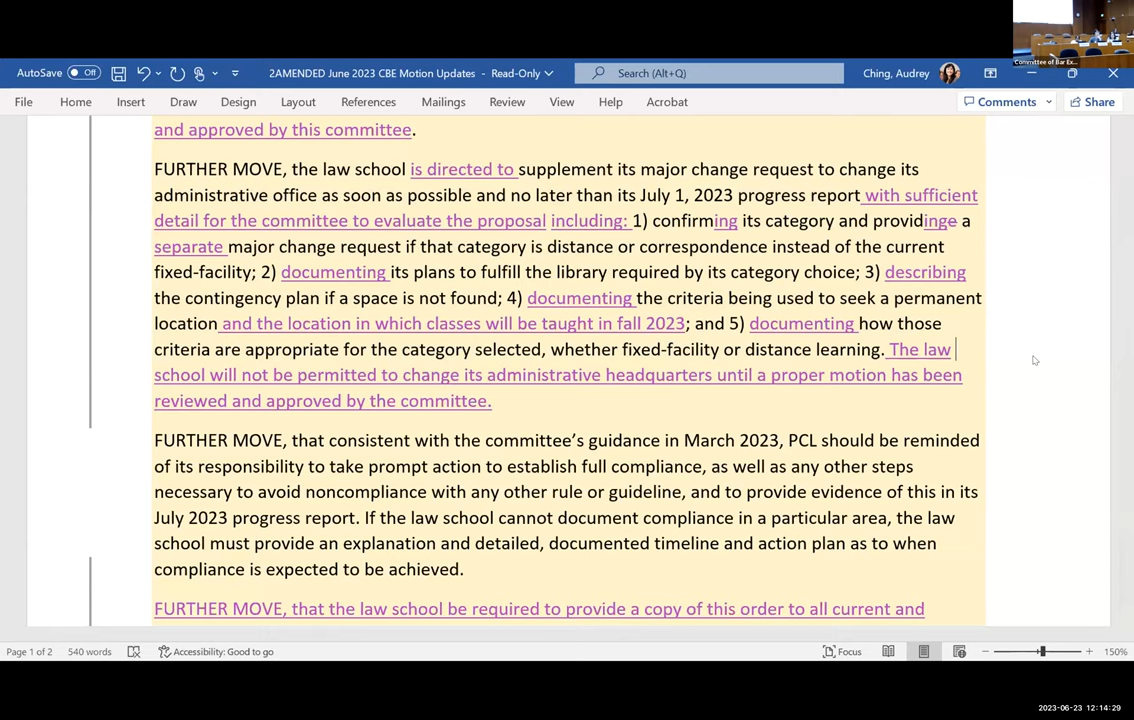 Committee of Bar Ex...
AutoSave Off 2AMENDED June 2023 CBE Motion Updates - Read-Only Search (Alt+Q) Ching, Audrey
File Home Insert Draw Design Layout References Mailings Review View Help Acrobat Comments Share
and approved by this committee.
FURTHER MOVE, the law school is directed to supplement its major change request to change its
administrative office as soon as possible and no later than its July 1, 2023 progress report with sufficient
detail for the committee to evaluate the proposal including: 1) confirming its category and providinge a
separate major change request if that category is distance or correspondence instead of the current
fixed-facility; 2) documenting its plans to fulfill the library required by its category choice; 3) describing
the contingency plan if a space is not found; 4) documenting the criteria being used to seek a permanent
location and the location in which classes will be taught in fall 2023; and 5) documenting how those
criteria are appropriate for the category selected, whether fixed-facility or distance learning. The law
school will not be permitted to change its administrative headquarters until a proper motion has been
reviewed and approved by the committee.
FURTHER MOVE, that consistent with the committee's guidance in March 2023, PCL should be reminded
of its responsibility to take prompt action to establish full compliance, as well as any other steps
necessary to avoid noncompliance with any other rule or guideline, and to provide evidence of this in its
July 2023 progress report. If the law school cannot document compliance in a particular area, the law
school must provide an explanation and detailed, documented timeline and action plan as to when
compliance is expected to be achieved.
FURTHER MOVE, that the law school be required to provide a copy of this order to all current and
Page 1 of 2 540 words Accessibility: Good to go Focus 150%
2023-06-23 12:14:29